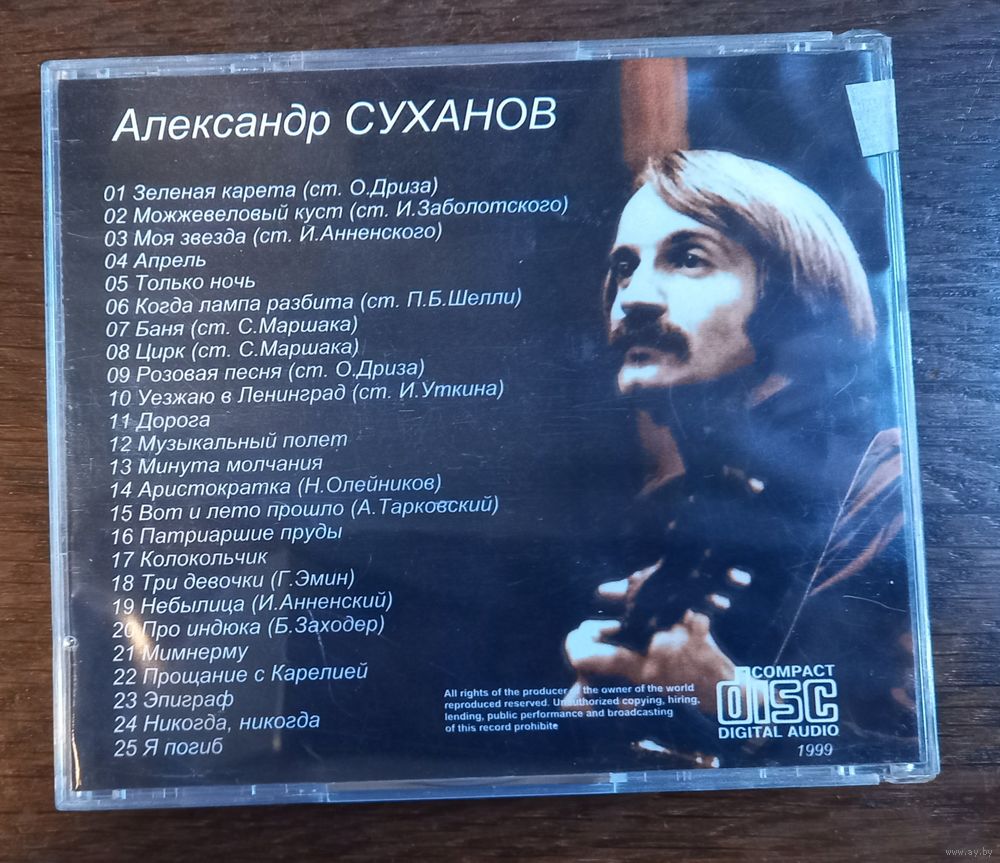 Александр СУХАНОВ
01 Зеленая карета (ст. О.Дриза)
02 Можжевеловый куст (ст. И.Заболотского)
03 Моя звезда (ст. И.Анненского)
04 Апрель
05 Только ночь
06 Когда лампа разбита (ст. П.Б.Шелли)
07 Баня (ст. С.Маршака)
08 Цирк (ст. С.Маршака)
09 Розовая песня (ст. О.Дриза)
10 Уезжаю в Ленинград (ст. И.Уткина)
11 Дорога
12 Музыкальный полет
13 Минута молчания
14 Аристократка (Н.Олейников)
15 Вот и лето прошло (А.Тарковский)
16 Патриаршие пруды
17 Колокольчик
18 Три девочки (Г.Эмин)
19 Небылица (И.Анненский)
20 Про индюка (Б.Заходер)
21 Мимнерму
22 Прощание с Карелией
23 Эпиграф
24 Никогда, никогда
25 Я погиб
All rights of the producer of the owner of the world
reproduced reserved. Unauthorized copying, hiring,
lending, public performance and broadcasting
of this record prohibite
COMPACT
disc
DIGITAL AUDIO
1999
www.ay.by